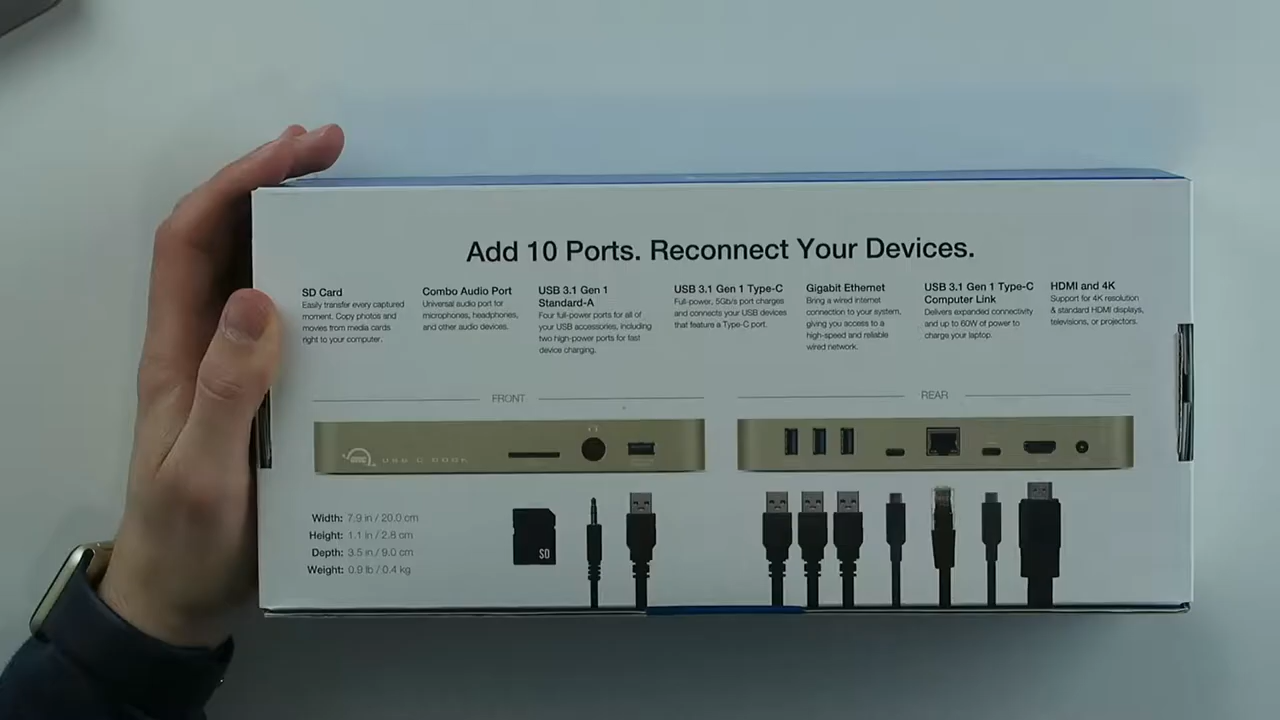 Add 10 Ports. Reconnect Your Devices.
SD Card
Easily transfer every captured
moment. Copy photos and
movies from media cards
right to your computer.
Combo Audio Port
Universal audio port for
microphones, headphones,
and other audio devices.
USB 3.1 Gen 1
Standard-A
Four full-power ports for all of
your USB accessories, including
two high-power ports for fast
device charging.
USB 3.1 Gen 1 Type-C
Full-power, 5Gb/s port charges
and connects your USB devices
that feature a Type-C port.
Gigabit Ethernet
Bring a wired internet
connection to your system,
giving you access to a
high-speed and reliable
wired network.
USB 3.1 Gen 1 Type-C
Computer Link
Delivers expanded connectivity
and up to 60W of power to
charge your laptop.
HDMI and 4K
Support for 4K resolution
& standard HDMI displays,
televisions, or projectors.
FRONT
REAR
OWC USB C DOCK
Width: 7.9 in / 20.0 cm
Height: 1.1 in / 2.8 cm
Depth: 3.5 in / 9.0 cm
Weight: 0.9 lb / 0.4 kg
SD